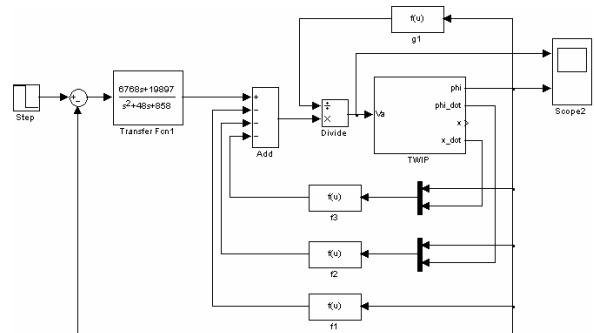 f(u)
g1
Step
+
−
6768s+19897
s²+48s+858
Transfer Fcn1
+
−
−
−
Add
÷
×
Divide
Va
phi
phi_dot
x
x_dot
TWIP
Scope2
f(u)
f3
f(u)
f2
f(u)
f1